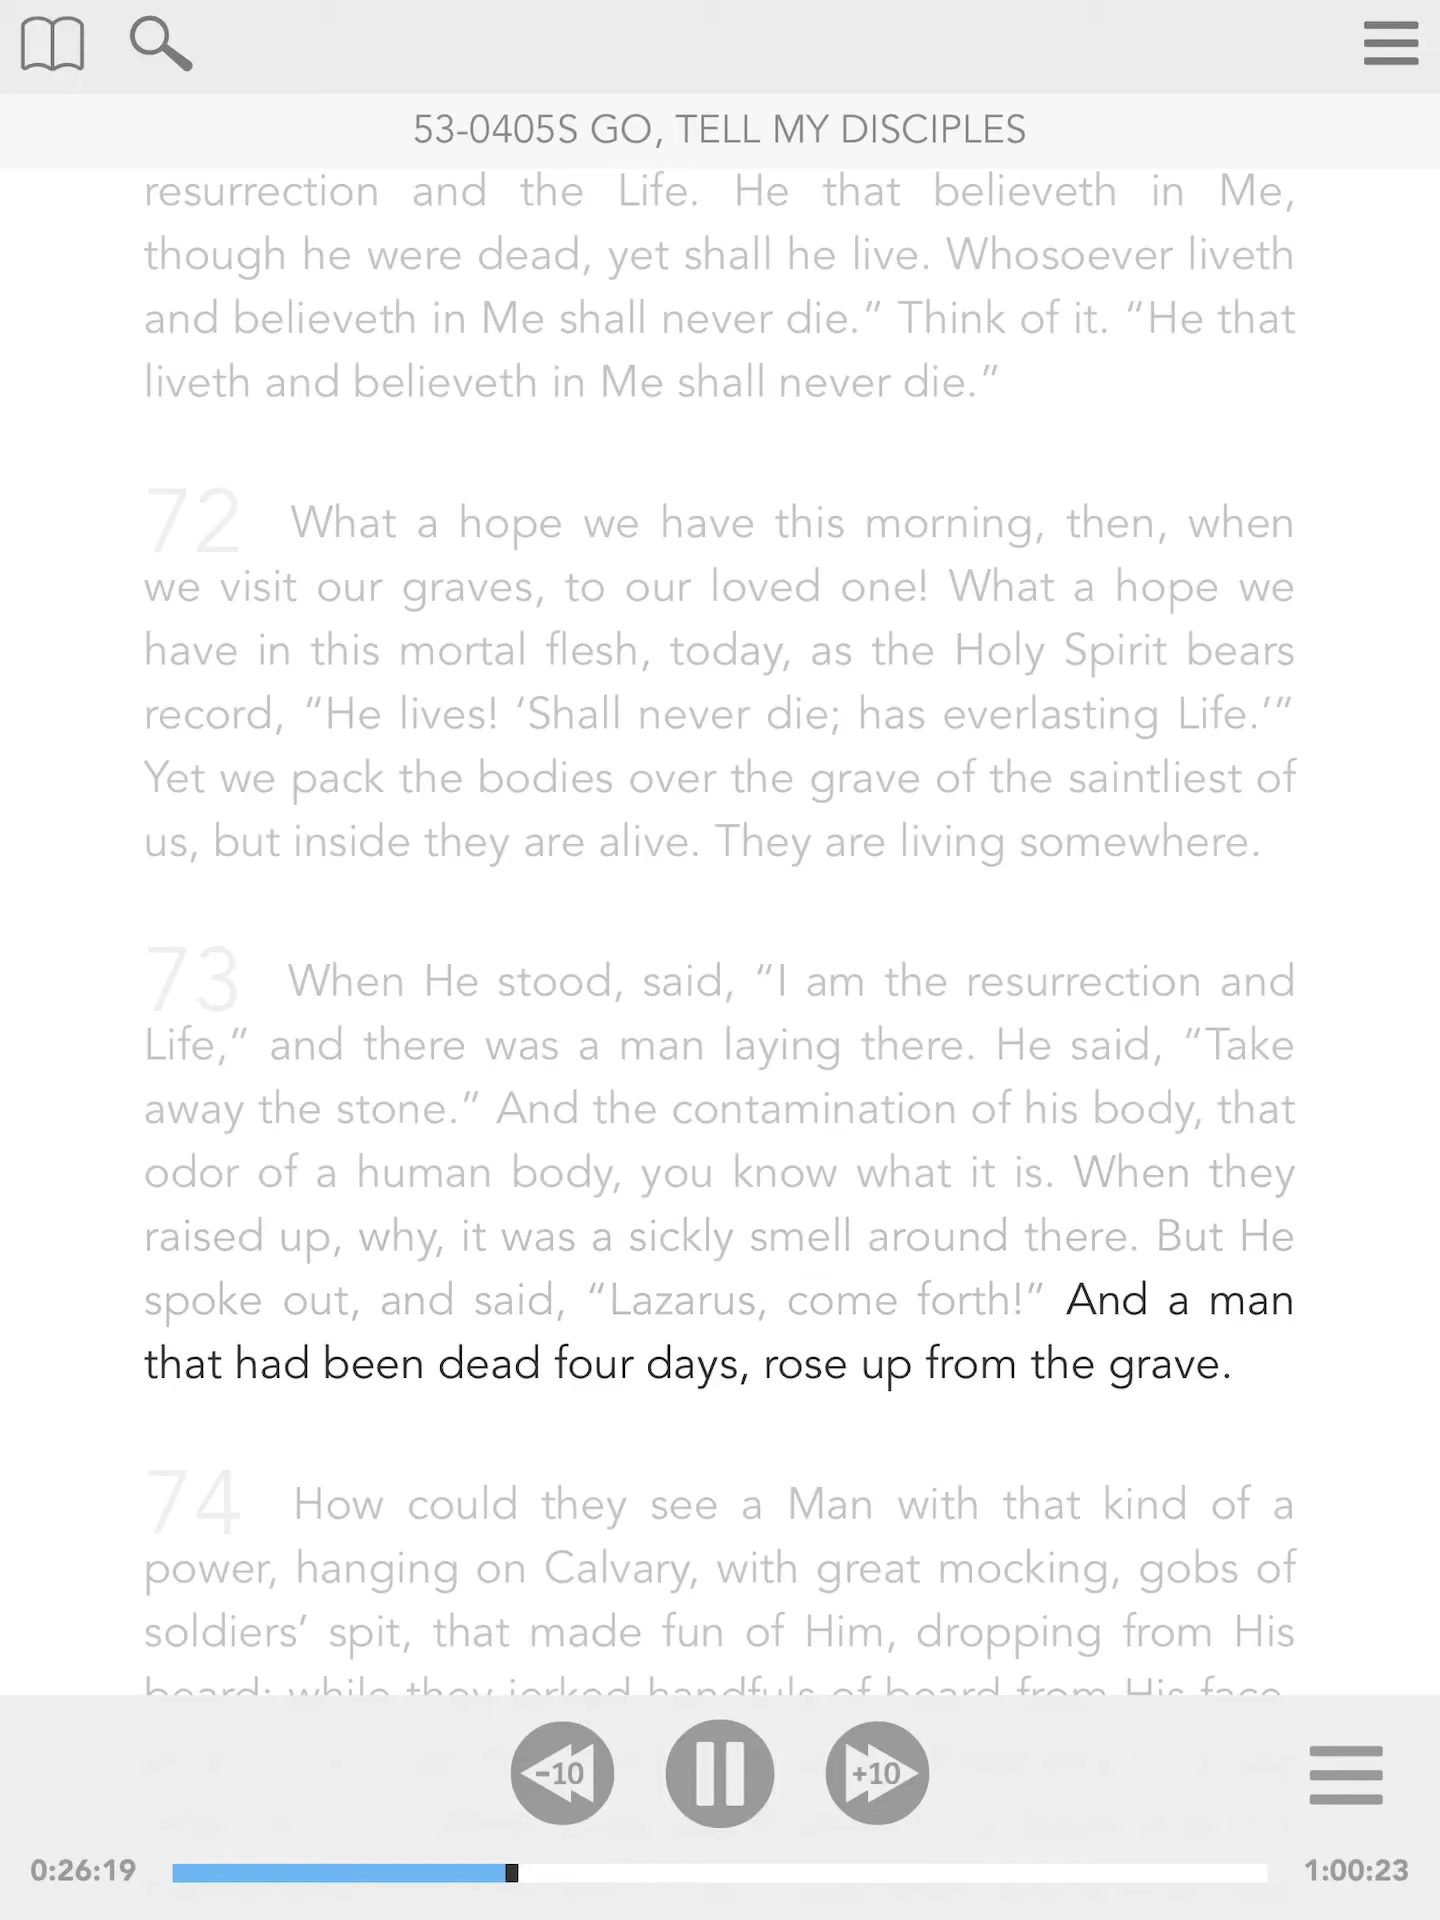 53-0405S GO, TELL MY DISCIPLES
resurrection and the Life. He that believeth in Me,
though he were dead, yet shall he live. Whosoever liveth
and believeth in Me shall never die.” Think of it. “He that
liveth and believeth in Me shall never die.”
72 What a hope we have this morning, then, when
we visit our graves, to our loved one! What a hope we
have in this mortal flesh, today, as the Holy Spirit bears
record, “He lives! ‘Shall never die; has everlasting Life.’”
Yet we pack the bodies over the grave of the saintliest of
us, but inside they are alive. They are living somewhere.
73 When He stood, said, “I am the resurrection and
Life,” and there was a man laying there. He said, “Take
away the stone.” And the contamination of his body, that
odor of a human body, you know what it is. When they
raised up, why, it was a sickly smell around there. But He
spoke out, and said, “Lazarus, come forth!” And a man
that had been dead four days, rose up from the grave.
74 How could they see a Man with that kind of a
power, hanging on Calvary, with great mocking, gobs of
soldiers’ spit, that made fun of Him, dropping from His
beard; while they jerked handfuls of beard from His face,
-10 +10
0:26:19 1:00:23